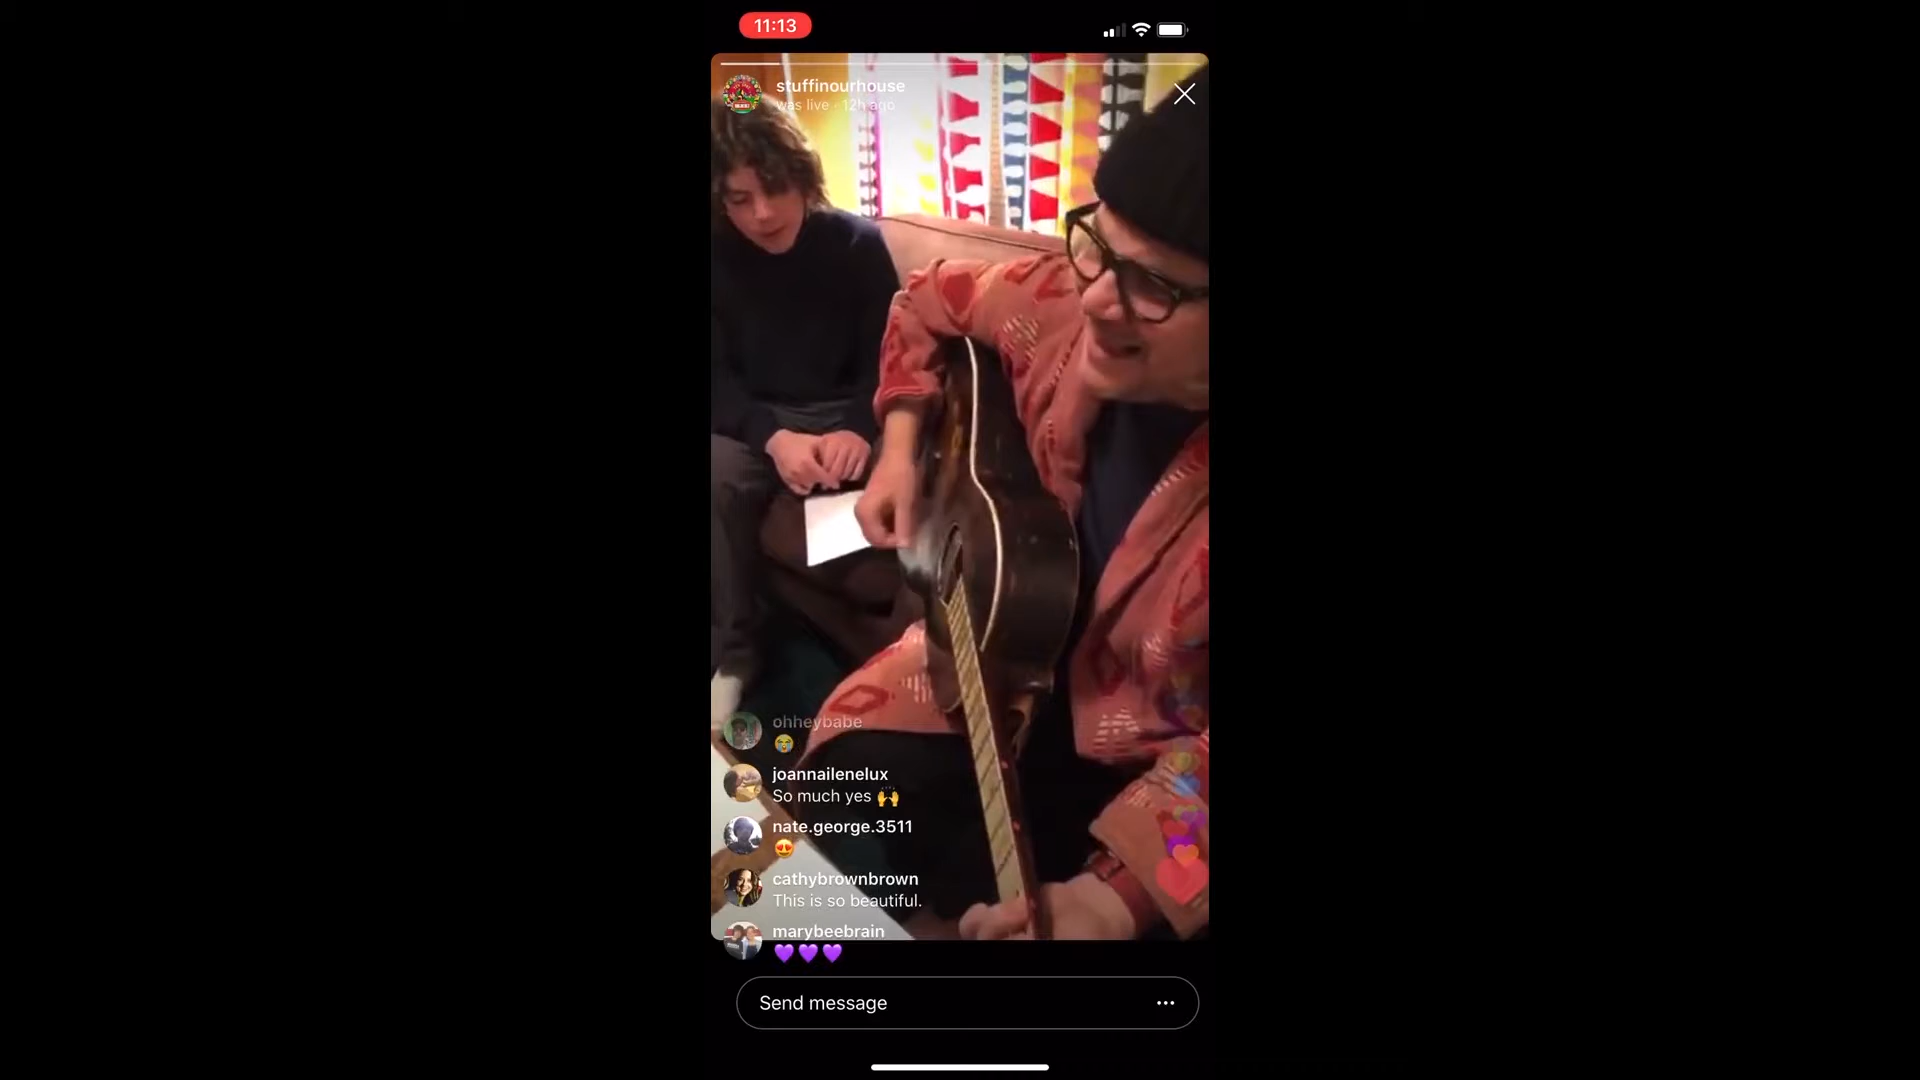 11:13
stuffinourhouse
was live · 12h ago
ohheybabe
😭
joannailenelux
So much yes 🙌
nate.george.3511
😍
cathybrownbrown
This is so beautiful.
marybeebrain
💜💜💜
Send message